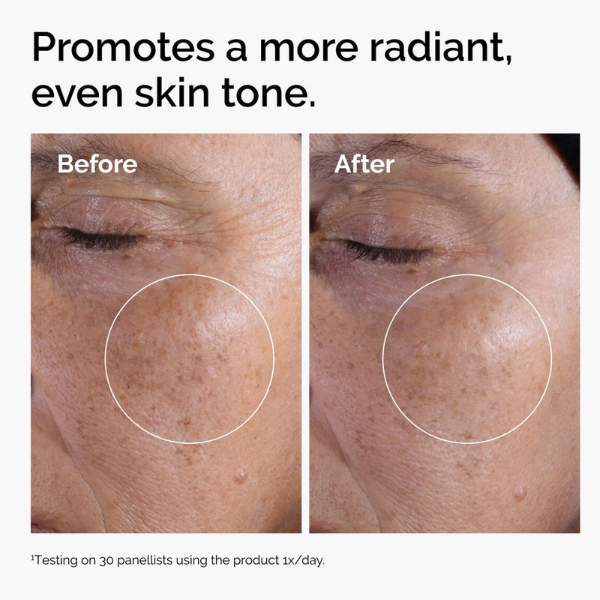 Promotes a more radiant,
even skin tone.
Before
After
¹Testing on 30 panellists using the product 1x/day.